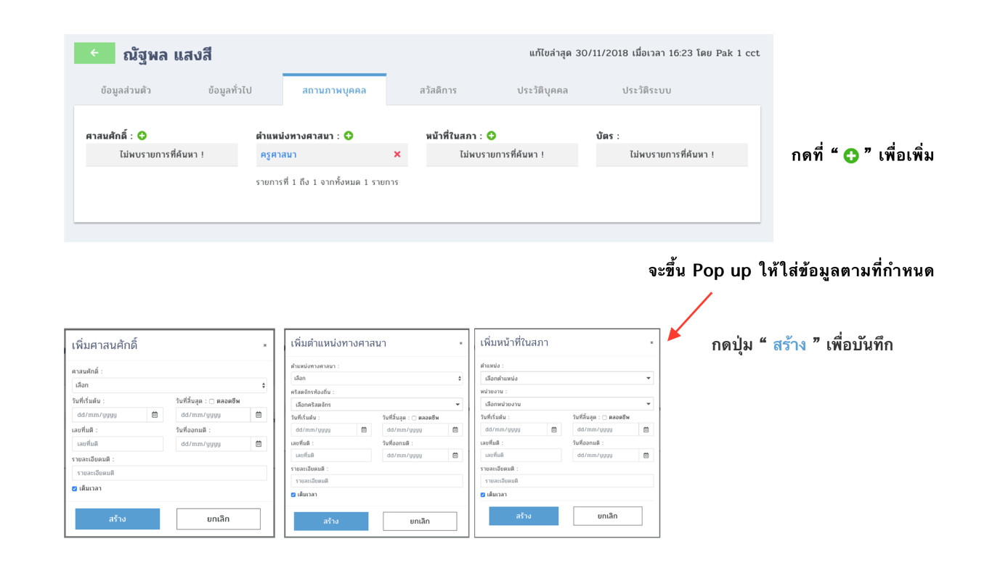 ณัฐพล แสงสี
แก้ไขล่าสุด 30/11/2018 เมื่อเวลา 16:23 โดย Pak 1 cct
ข้อมูลส่วนตัว ข้อมูลทั่วไป สถานภาพบุคคล สวัสดิการ ประวัติบุคคล ประวัติระบบ
ศาสนศักดิ์ : ตำแหน่งทางศาสนา : หน้าที่ในสภา : บัตร :
ไม่พบรายการที่ค้นหา ! ครูศาสนา ไม่พบรายการที่ค้นหา ! ไม่พบรายการที่ค้นหา !
รายการที่ 1 ถึง 1 จากทั้งหมด 1 รายการ
กดที่ “ ” เพื่อเพิ่ม
จะขึ้น Pop up ให้ใส่ข้อมูลตามที่กำหนด
กดปุ่ม “ สร้าง ” เพื่อบันทึก
เพิ่มศาสนศักดิ์ ×
ศาสนศักดิ์ :
เลือก
วันที่เริ่มต้น : วันที่สิ้นสุด : ตลอดชีพ
dd/mm/yyyy dd/mm/yyyy
เลขที่มติ : วันที่ออกมติ :
เลขที่มติ dd/mm/yyyy
รายละเอียดมติ :
รายละเอียดมติ
เต็มเวลา
สร้าง ยกเลิก
เพิ่มตำแหน่งทางศาสนา ×
ตำแหน่งทางศาสนา :
เลือก
คริสตจักรท้องถิ่น :
เลือกคริสตจักร
วันที่เริ่มต้น : วันที่สิ้นสุด : ตลอดชีพ
dd/mm/yyyy dd/mm/yyyy
เลขที่มติ : วันที่ออกมติ :
เลขที่มติ dd/mm/yyyy
รายละเอียดมติ :
รายละเอียดมติ
เต็มเวลา
สร้าง ยกเลิก
เพิ่มหน้าที่ในสภา ×
ตำแหน่ง :
เลือกตำแหน่ง
หน่วยงาน :
เลือกหน่วยงาน
วันที่เริ่มต้น : วันที่สิ้นสุด : ตลอดชีพ
dd/mm/yyyy dd/mm/yyyy
เลขที่มติ : วันที่ออกมติ :
เลขที่มติ dd/mm/yyyy
รายละเอียดมติ :
รายละเอียดมติ
เต็มเวลา
สร้าง ยกเลิก